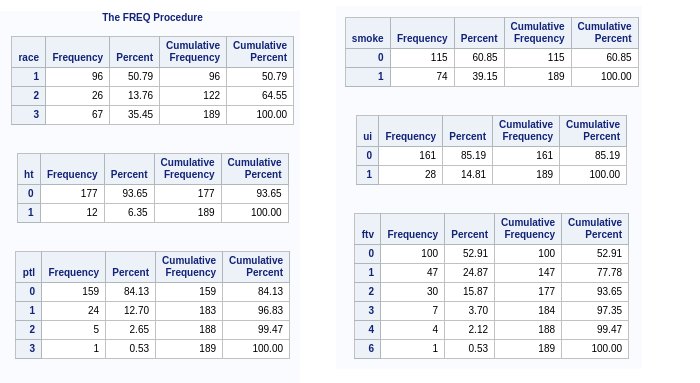 The FREQ Procedure
race Frequency Percent Cumulative Frequency Cumulative Percent
1 96 50.79 96 50.79
2 26 13.76 122 64.55
3 67 35.45 189 100.00
ht Frequency Percent Cumulative Frequency Cumulative Percent
0 177 93.65 177 93.65
1 12 6.35 189 100.00
ptl Frequency Percent Cumulative Frequency Cumulative Percent
0 159 84.13 159 84.13
1 24 12.70 183 96.83
2 5 2.65 188 99.47
3 1 0.53 189 100.00
smoke Frequency Percent Cumulative Frequency Cumulative Percent
0 115 60.85 115 60.85
1 74 39.15 189 100.00
ui Frequency Percent Cumulative Frequency Cumulative Percent
0 161 85.19 161 85.19
1 28 14.81 189 100.00
ftv Frequency Percent Cumulative Frequency Cumulative Percent
0 100 52.91 100 52.91
1 47 24.87 147 77.78
2 30 15.87 177 93.65
3 7 3.70 184 97.35
4 4 2.12 188 99.47
6 1 0.53 189 100.00